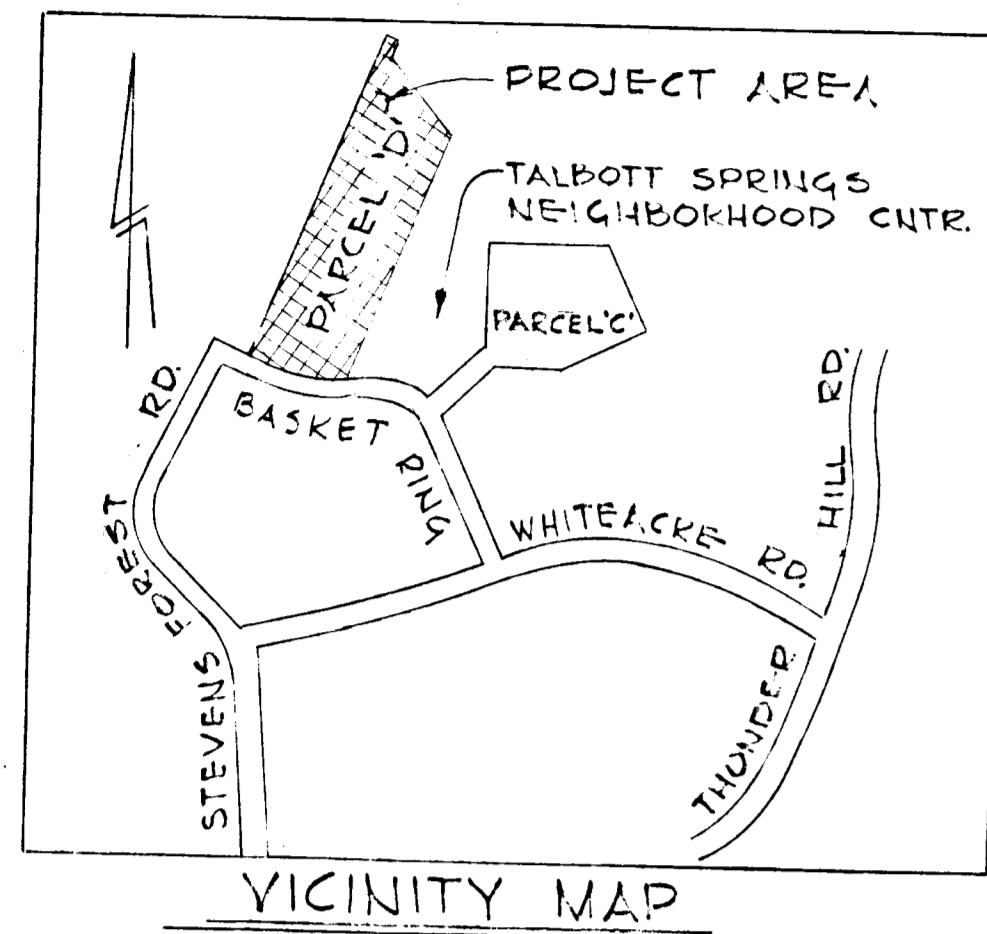 PROJECT AREA
PARCEL 'D'
TALBOTT SPRINGS
NEIGHBORHOOD CNTR.
PARCEL 'C'
BASKET RING
STEVENS FOREST RD.
WHITEACRE RD.
THUNDER HILL RD.
VICINITY MAP